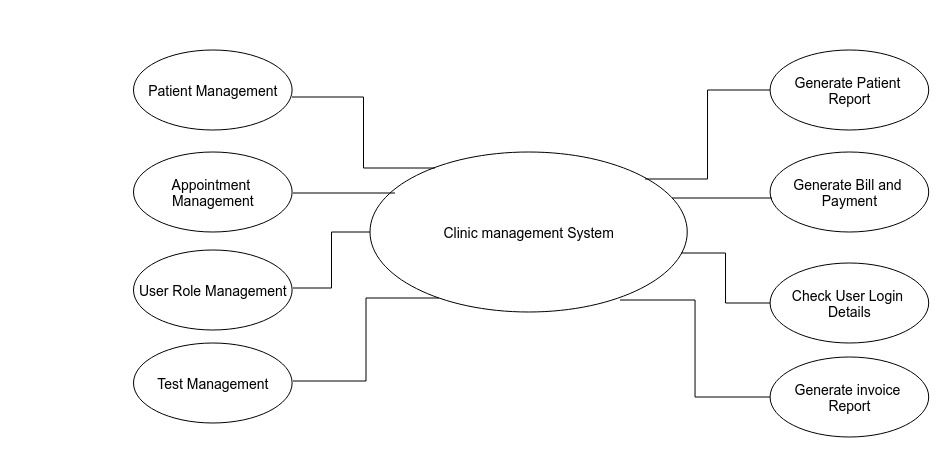 Patient Management
Appointment
Management
User Role Management
Test Management
Clinic management System
Generate Patient
Report
Generate Bill and
Payment
Check User Login
Details
Generate invoice
Report